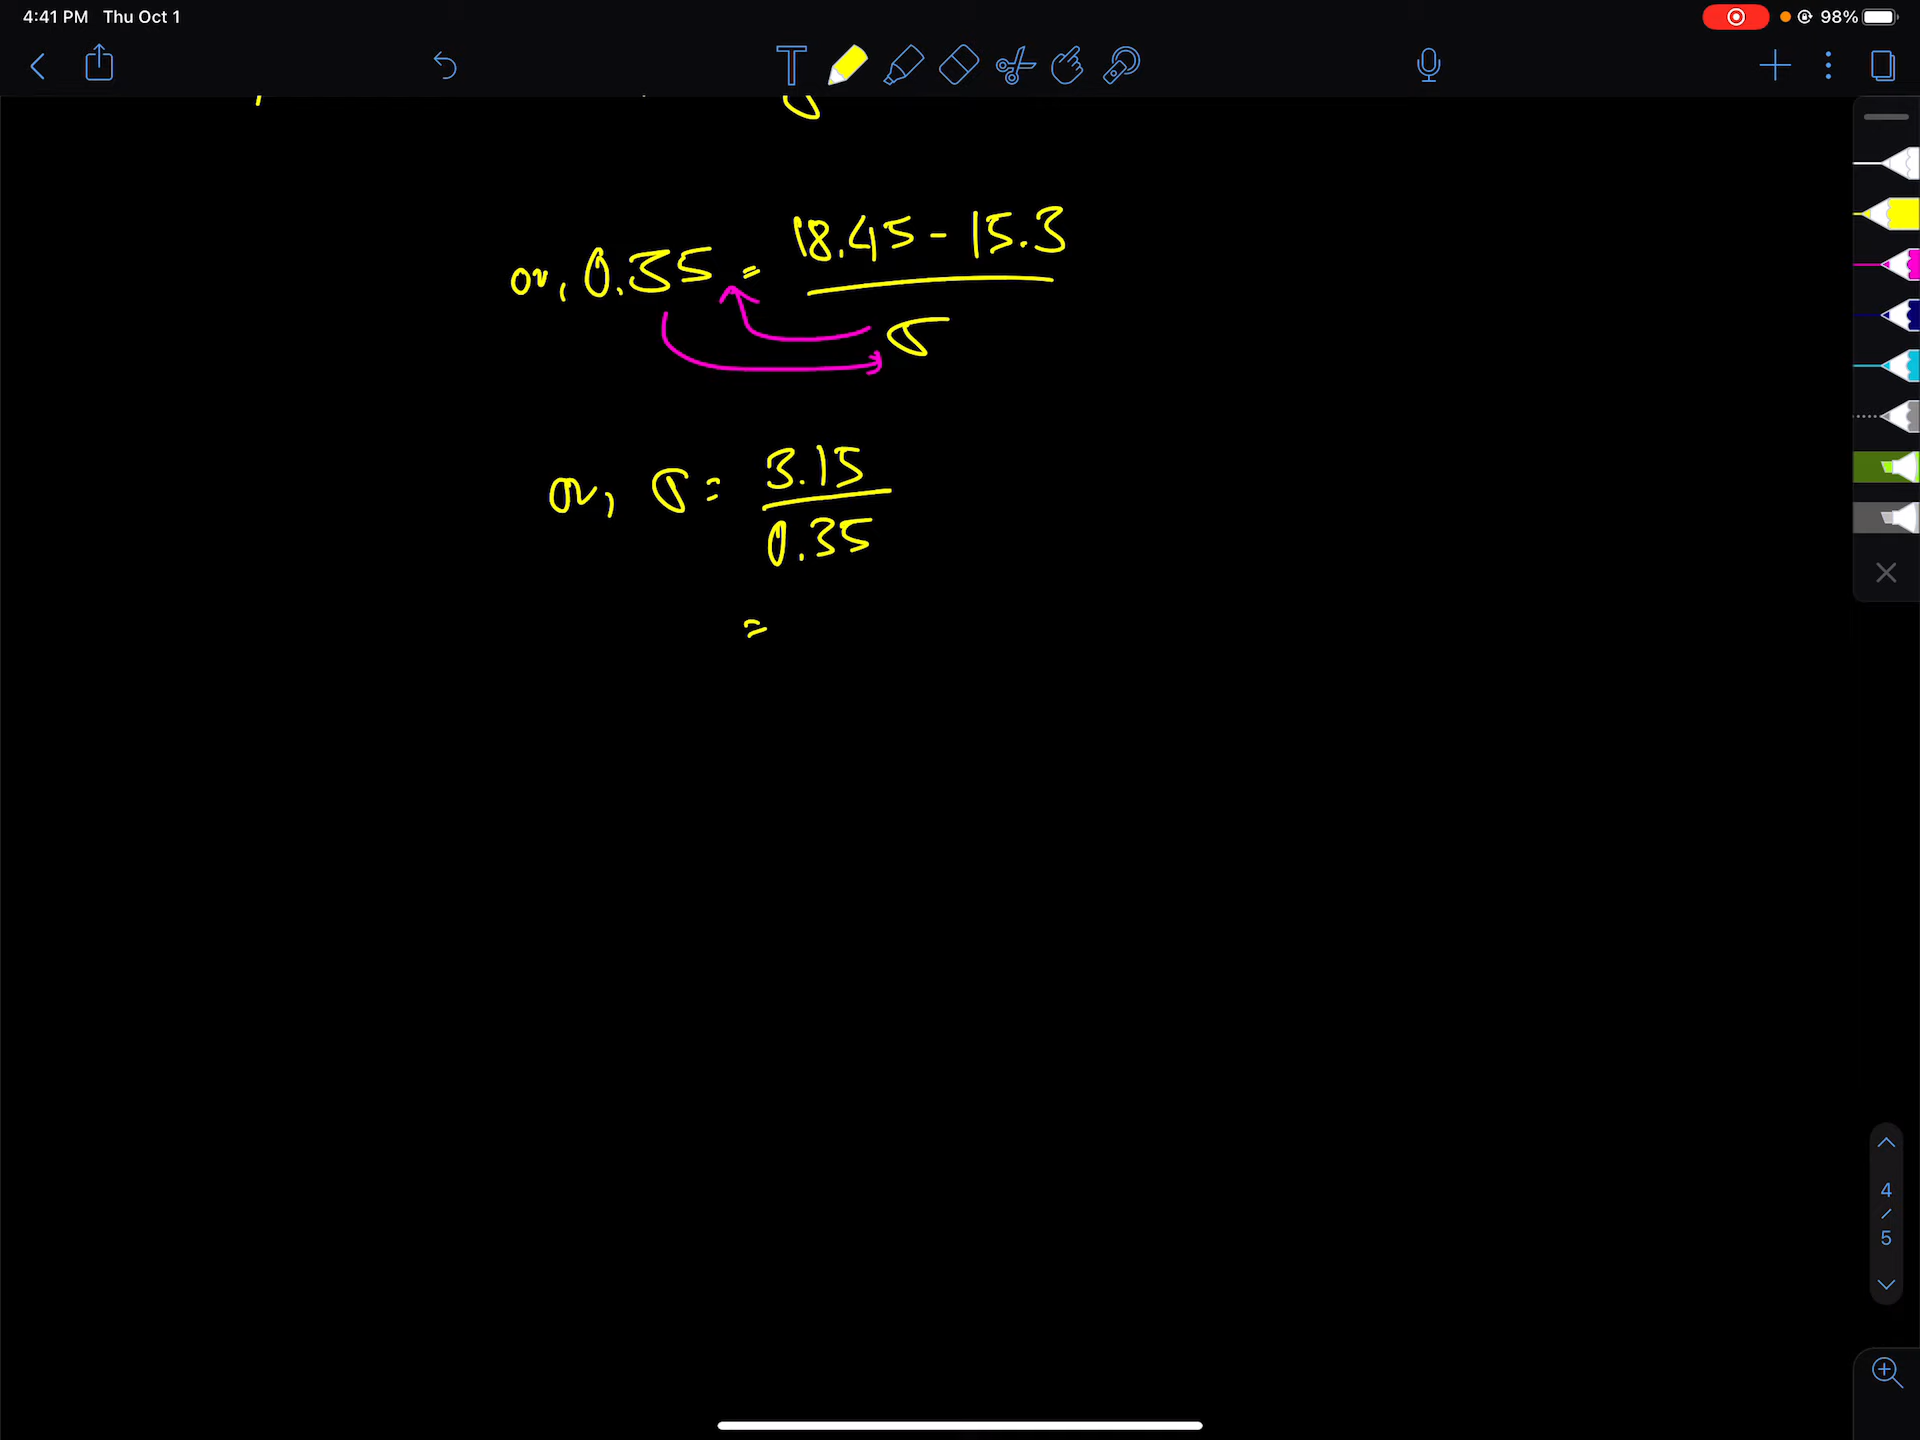 4:41 PM Thu Oct 1
98%
T
or, 0.35 = 18.45 - 15.3
σ
or, σ = 3.15
0.35
=
4
/
5